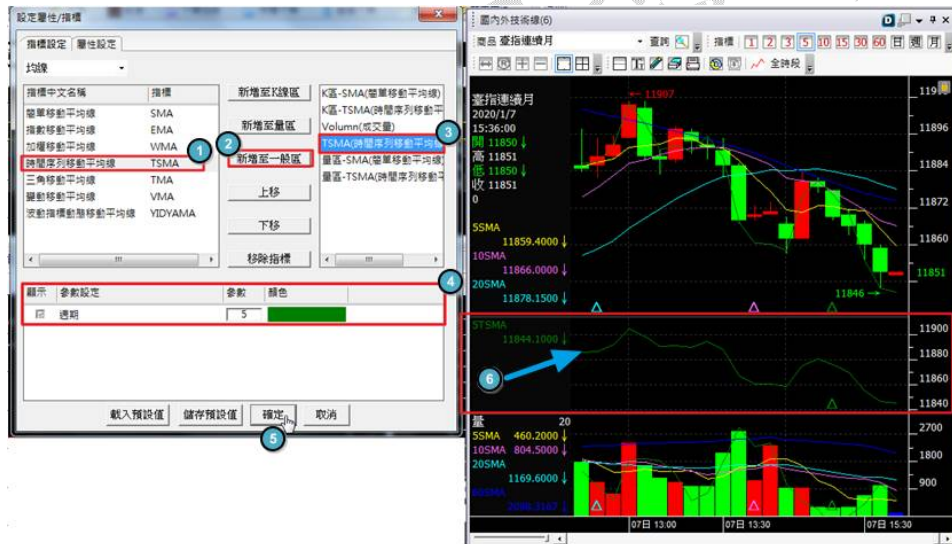 設定屬性/指標
指標設定 屬性設定
均線
指標中文名稱 指標
簡單移動平均線 SMA
指數移動平均線 EMA
加權移動平均線 WMA
時間序列移動平均線 TSMA
三角移動平均線 TMA
變動移動平均線 VMA
波動指標動態移動平均線 YIDYAMA
1
新增至K線區
新增至量區
2
新增至一般區
上移
下移
移除指標
K區-SMA(簡單移動平均線)
K區-TSMA(時間序列移動平
Volumn(成交量)
3
TSMA(時間序列移動平均線
量區-SMA(簡單移動平均線)
量區-TSMA(時間序列移動平
4
顯示 參數設定 參數 顏色
週期 5
載入預設值 儲存預設值 確定 取消
5
國內外技術線(6)
D
商品 臺指連續月 查詢 指標 1 2 3 5 10 15 30 60 日 週 月
全時段
臺指連續月
2020/1/7
15:36:00
開 11850 ↓
高 11851
低 11850 ↓
收 11851
0
5SMA
11859.4000 ↓
10SMA
11866.0000 ↓
20SMA
11878.1500 ↓
← 11907
11846 →
11896
11884
11872
11860
11851
5TSMA
11844.1000 ↓
6
11900
11880
11860
11840
量 20
5SMA 460.2000 ↓
10SMA 804.5000 ↓
20SMA
1169.6000 ↓
2700
1800
900
07日 13:00 07日 13:30 07日 15:30